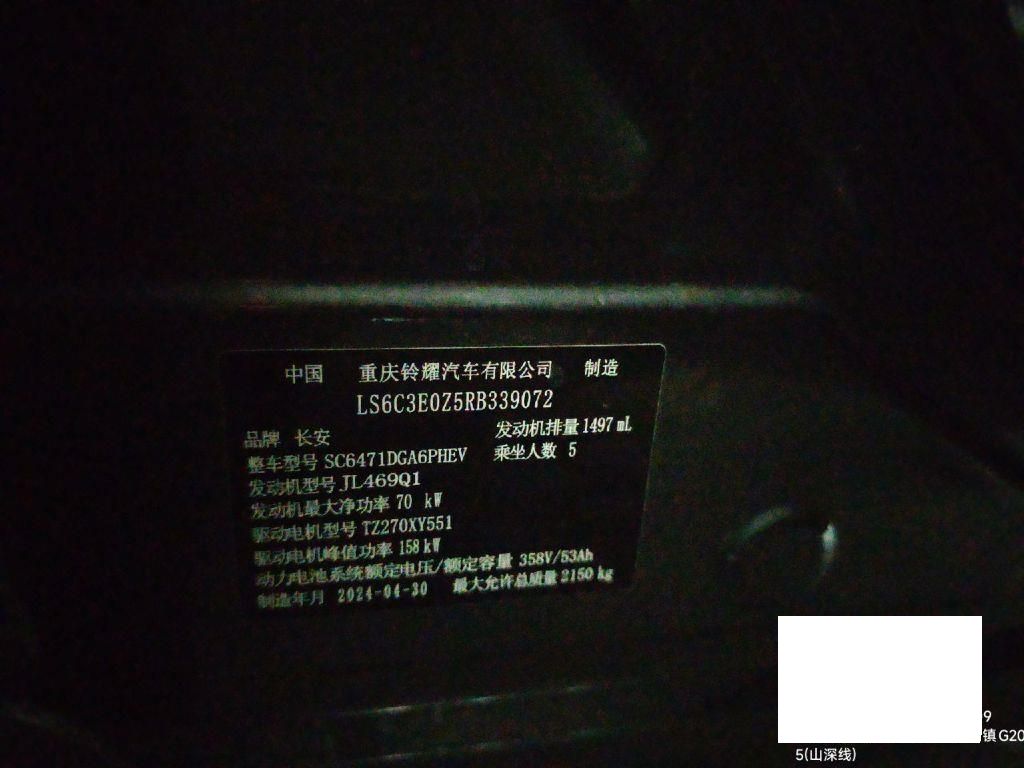 中国 重庆铃耀汽车有限公司 制造
LS6C3E0Z5RB339072
品牌 长安 发动机排量 1497 mL
整车型号 SC6471DGA6PHEV 乘坐人数 5
发动机型号 JL469Q1
发动机最大净功率 70 kW
驱动电机型号 TZ270XY551
驱动电机峰值功率 158 kW
动力电池系统额定电压/额定容量 358V/53Ah
制造年月 2024-04-30 最大允许总质量 2150 kg
9
镇G20
5(山深线)